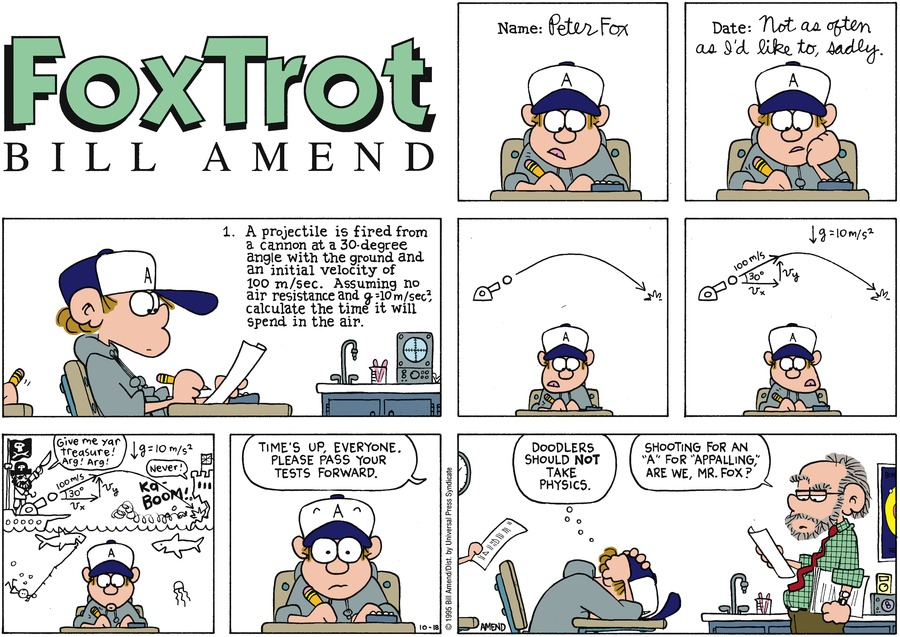 FoxTrot
BILL AMEND
Name: Peter Fox
Date: Not as often
as I'd like to, sadly.
1. A projectile is fired from
a cannon at a 30-degree
angle with the ground and
an initial velocity of
100 m/sec. Assuming no
air resistance and g=10m/sec²,
calculate the time it will
spend in the air.
A
A
A
A
↓g=10m/s²
100 m/s
30°
Vy
Vx
A
Give me yar
treasure!
Arg! Arg!
↓g=10m/s²
Never!
100 m/s
30°
Vy
Vx
Ka-
BOOM!
A
TIME'S UP, EVERYONE.
PLEASE PASS YOUR
TESTS FORWARD.
A
10-18
© 1995 Bill Amend/Dist. by Universal Press Syndicate
DOODLERS
SHOULD NOT
TAKE
PHYSICS.
SHOOTING FOR AN
"A" FOR "APPALLING,"
ARE WE, MR. FOX?
AMEND